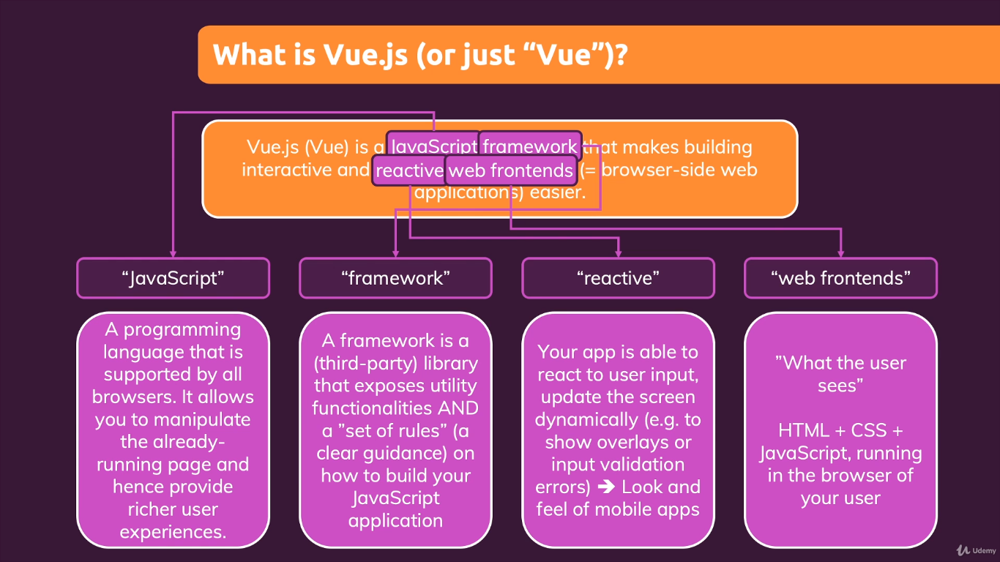 What is Vue.js (or just “Vue”)?
Vue.js (Vue) is a JavaScript framework that makes building
interactive and reactive web frontends (= browser-side web
applications) easier.
“JavaScript”
“framework”
“reactive”
“web frontends”
A programming
language that is
supported by all
browsers. It allows
you to manipulate
the already-
running page and
hence provide
richer user
experiences.
A framework is a
(third-party) library
that exposes utility
functionalities AND
a ”set of rules” (a
clear guidance) on
how to build your
JavaScript
application
Your app is able to
react to user input,
update the screen
dynamically (e.g. to
show overlays or
input validation
errors) ➔ Look and
feel of mobile apps
”What the user
sees”
HTML + CSS +
JavaScript, running
in the browser of
your user
Udemy